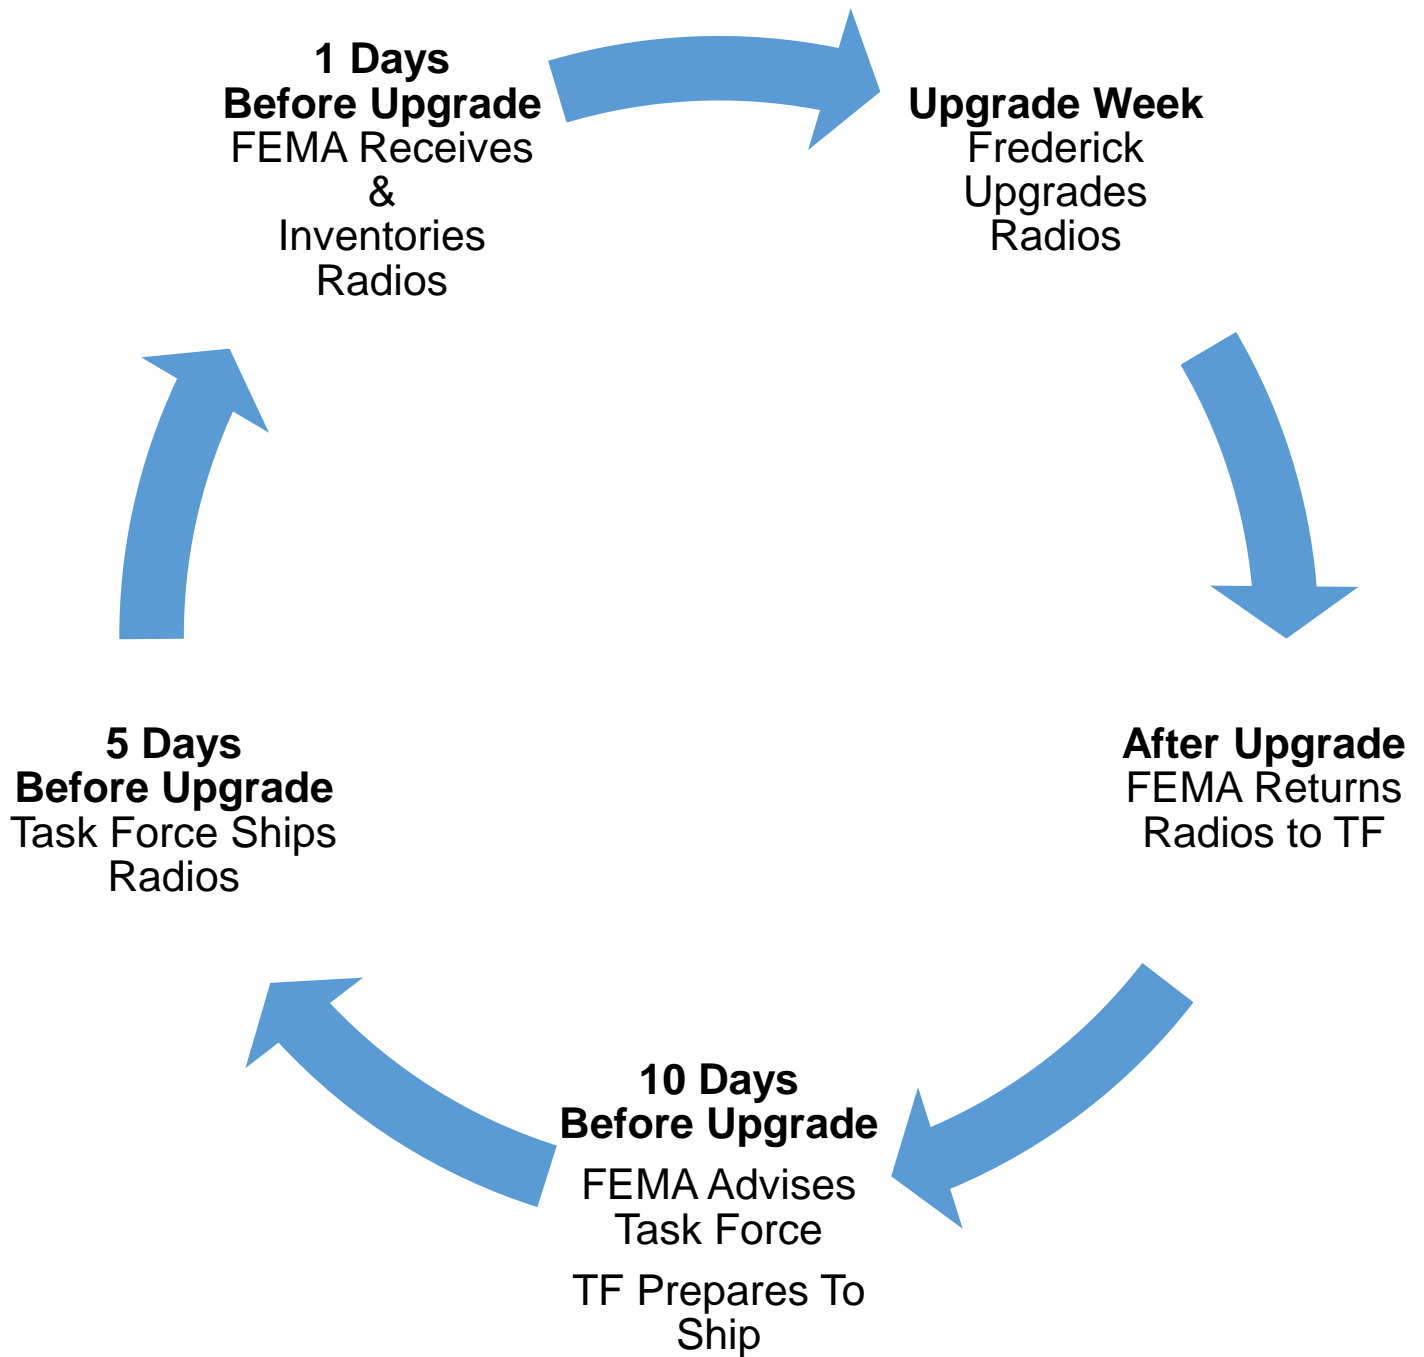 1 Days
Before Upgrade
FEMA Receives
&
Inventories
Radios
Upgrade Week
Frederick
Upgrades
Radios
After Upgrade
FEMA Returns
Radios to TF
10 Days
Before Upgrade
FEMA Advises
Task Force
TF Prepares To
Ship
5 Days
Before Upgrade
Task Force Ships
Radios